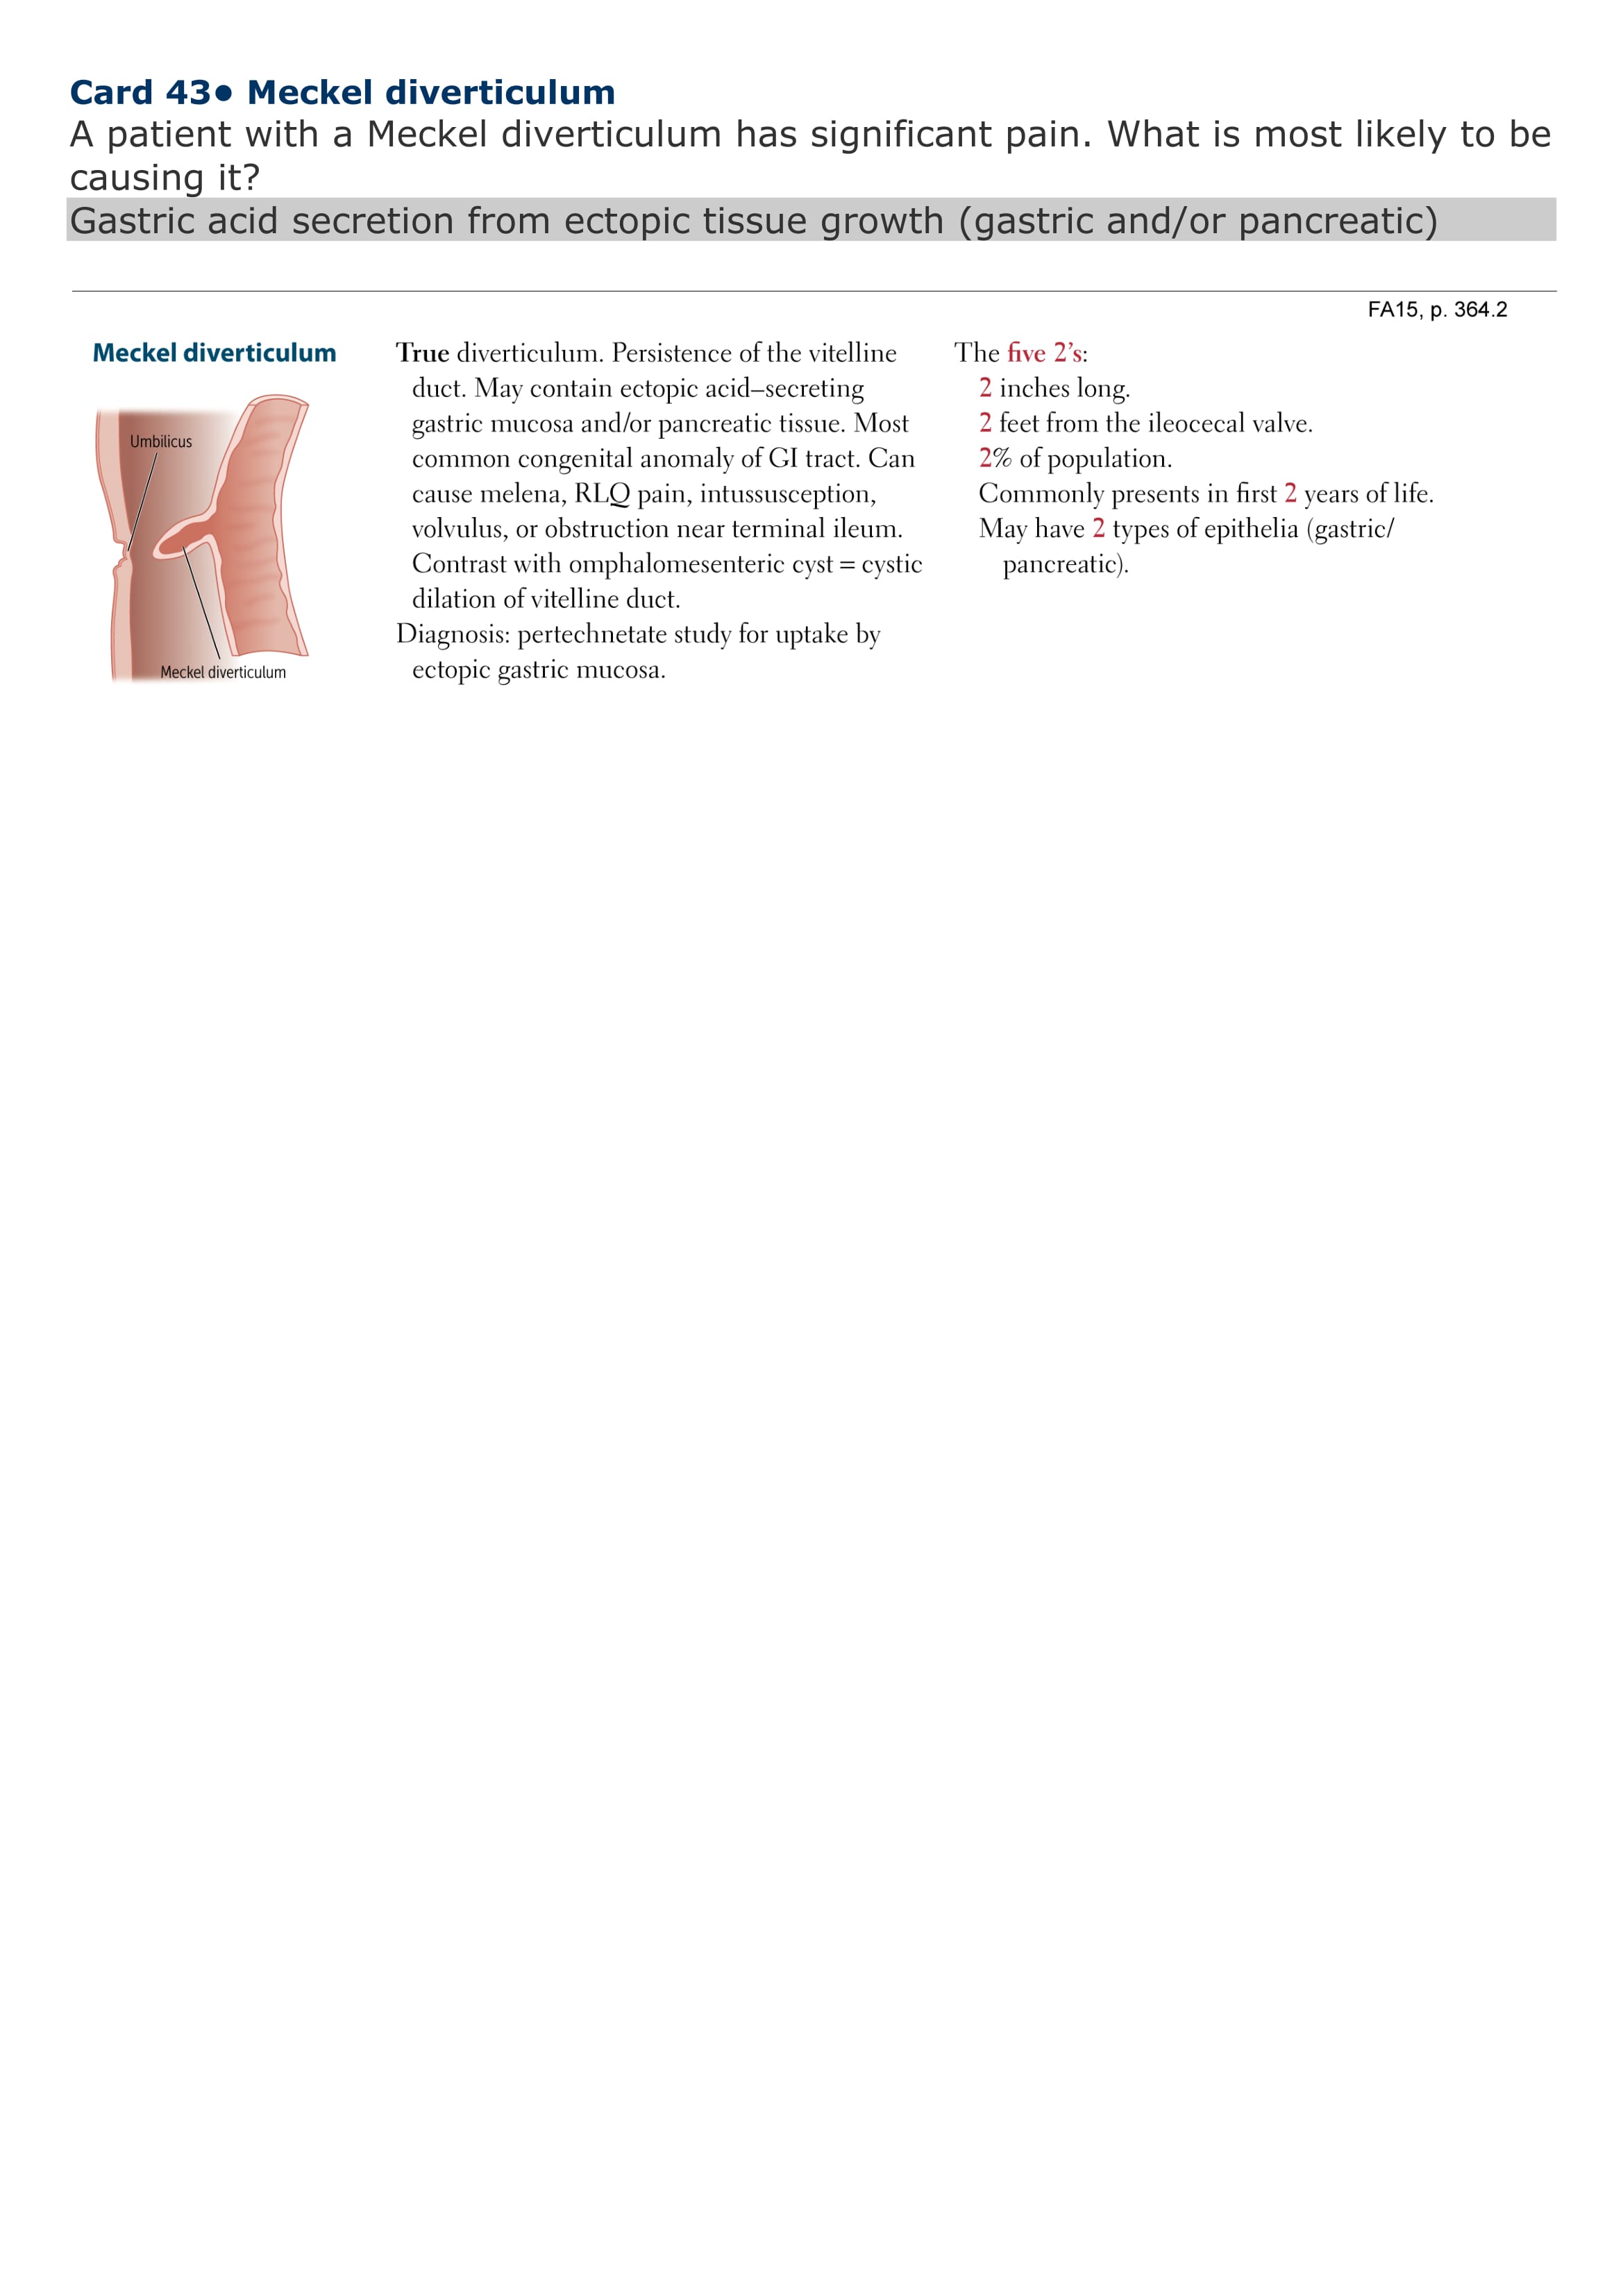 Card 43● Meckel diverticulum
A patient with a Meckel diverticulum has significant pain. What is most likely to be
causing it?
Gastric acid secretion from ectopic tissue growth (gastric and/or pancreatic)
FA15, p. 364.2
Meckel diverticulum
Umbilicus
Meckel diverticulum
True diverticulum. Persistence of the vitelline
duct. May contain ectopic acid–secreting
gastric mucosa and/or pancreatic tissue. Most
common congenital anomaly of GI tract. Can
cause melena, RLQ pain, intussusception,
volvulus, or obstruction near terminal ileum.
Contrast with omphalomesenteric cyst = cystic
dilation of vitelline duct.
Diagnosis: pertechnetate study for uptake by
ectopic gastric mucosa.
The five 2’s:
2 inches long.
2 feet from the ileocecal valve.
2% of population.
Commonly presents in first 2 years of life.
May have 2 types of epithelia (gastric/
pancreatic).